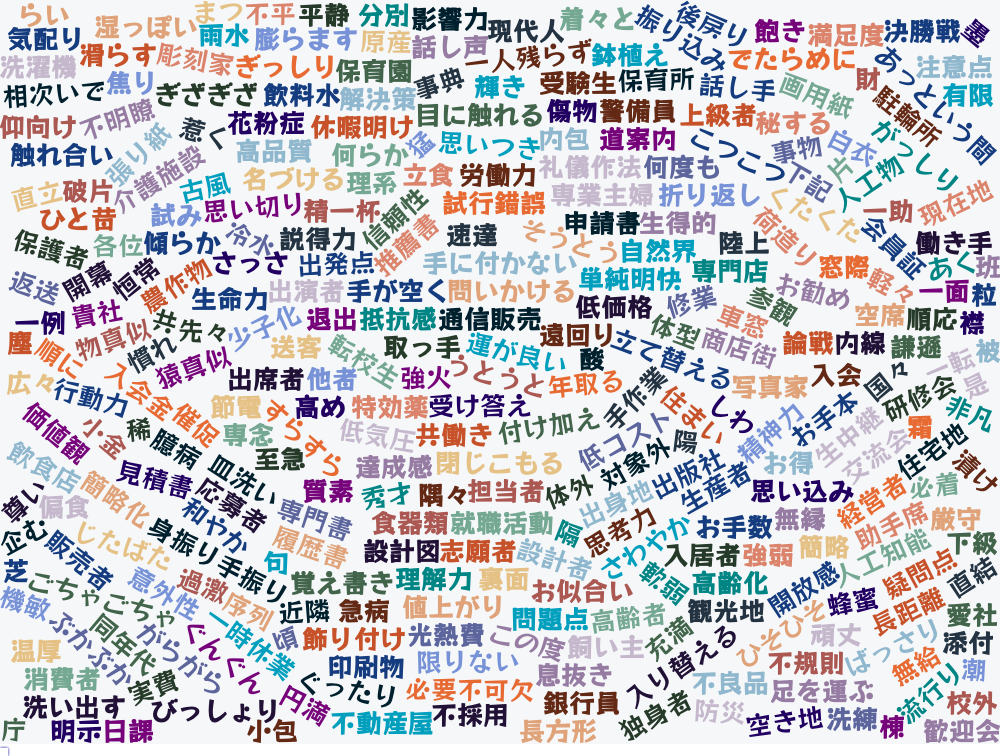 らい
湿っぽい
まつ
不平
平静
分別
影響力
現代人
着々と
振り込み
後戻り
飽き
満足度
決勝戦
墨
気配り
雨水
膨らます
原産
話し声
一人残らず
鉢植え
でたらめに
あっという間
注意点
洗濯機
滑らす
彫刻家
ぎっしり
保育園
事典
輝き
受験生
保育所
話し手
画用紙
財
駐輪所
有限
相次いで
焦り
ぎざぎざ
飲料水
解決策
目に触れる
傷物
警備員
上級者
秘する
がっしり
仰向け
不明瞭
惹く
花粉症
休暇明け
猛
思いつき
内包
道案内
こつこつ
事物
白衣
触れ合い
張り紙
高品質
何らか
礼儀作法
何度も
下記
片
人工物
直立
破片
介護施設
古風
名づける
理系
立食
労働力
専業主婦
折り返し
くたくた
一助
現在地
ひと昔
試み
思い切り
精一杯
信頼性
試行錯誤
申請書
生得的
荷造り
会員証
働き手
保護者
各位
傾らか
冷水
説得力
推薦書
速達
そうとう
自然界
陸上
返送
開幕
恒常
農作物
さっさ
出発点
手に付かない
単純明快
専門店
窓際
軽々
あく
班
生命力
出演者
手が空く
問いかける
低価格
修業
参観
お勧め
一面
粒
一例
貴社
共
先々
少子化
退出
抵抗感
通信販売
遠回り
体型
車窓
空席
順応
襟
塵
順に
物真似
慣れ
猿真似
送客
転校生
取っ手
運が良い
酸
立て替える
商店街
論戦
内線
謙遜
一転
被
広々
行動力
入会金
催促
出席者
他者
強火
うとうと
年取る
手作業
住まい
写真家
入会
国々
研修会
是
非凡
価値観
小金
稀
節電
すらすら
高め
特効薬
受け答え
しわ
精神力
お手本
生中継
霜
臆病
専念
低気圧
共働き
付け加え
低コスト
陽
交流会
住宅地
漬け
飲食店
簡略化
見積書
皿洗い
至急
達成感
閉じこもる
対象外
出版社
お得
尊い
偏食
応募者
質素
秀才
隅々
担当者
体外
出身地
生産者
思い込み
経営者
必着
企む
じたばた
和やか
専門書
履歴書
食器類
就職活動
隔
思考力
さわやか
お手数
無縁
助手席
厳守
販売者
身振り手振り
設計図
志願者
設計者
入居者
強弱
簡略
人工知能
下級
芝
ごちゃごちゃ
意外性
過激
序列
句
覚え書き
理解力
裏面
お似合い
軟弱
高齢化
開放感
疑問点
直結
機敏
ぶかぶか
同年代
がらがら
ぐんぐん
一時休業
近隣
急病
値上がり
問題点
高齢者
観光地
蜂蜜
長距離
愛社
頃
飾り付け
光熱費
この度
飼い主
充満
ひそひそ
頑丈
ばっさり
添付
温厚
消費者
実費
印刷物
限りない
息抜き
入り替える
不規則
無給
潮
洗い出す
びっしょり
円満
ぐったり
必要不可欠
銀行員
独身者
不良品
足を運ぶ
流行り
校外
庁
明示
日課
小包
不動産屋
不採用
長方形
防災
空き地
洗練
棟
歓迎会